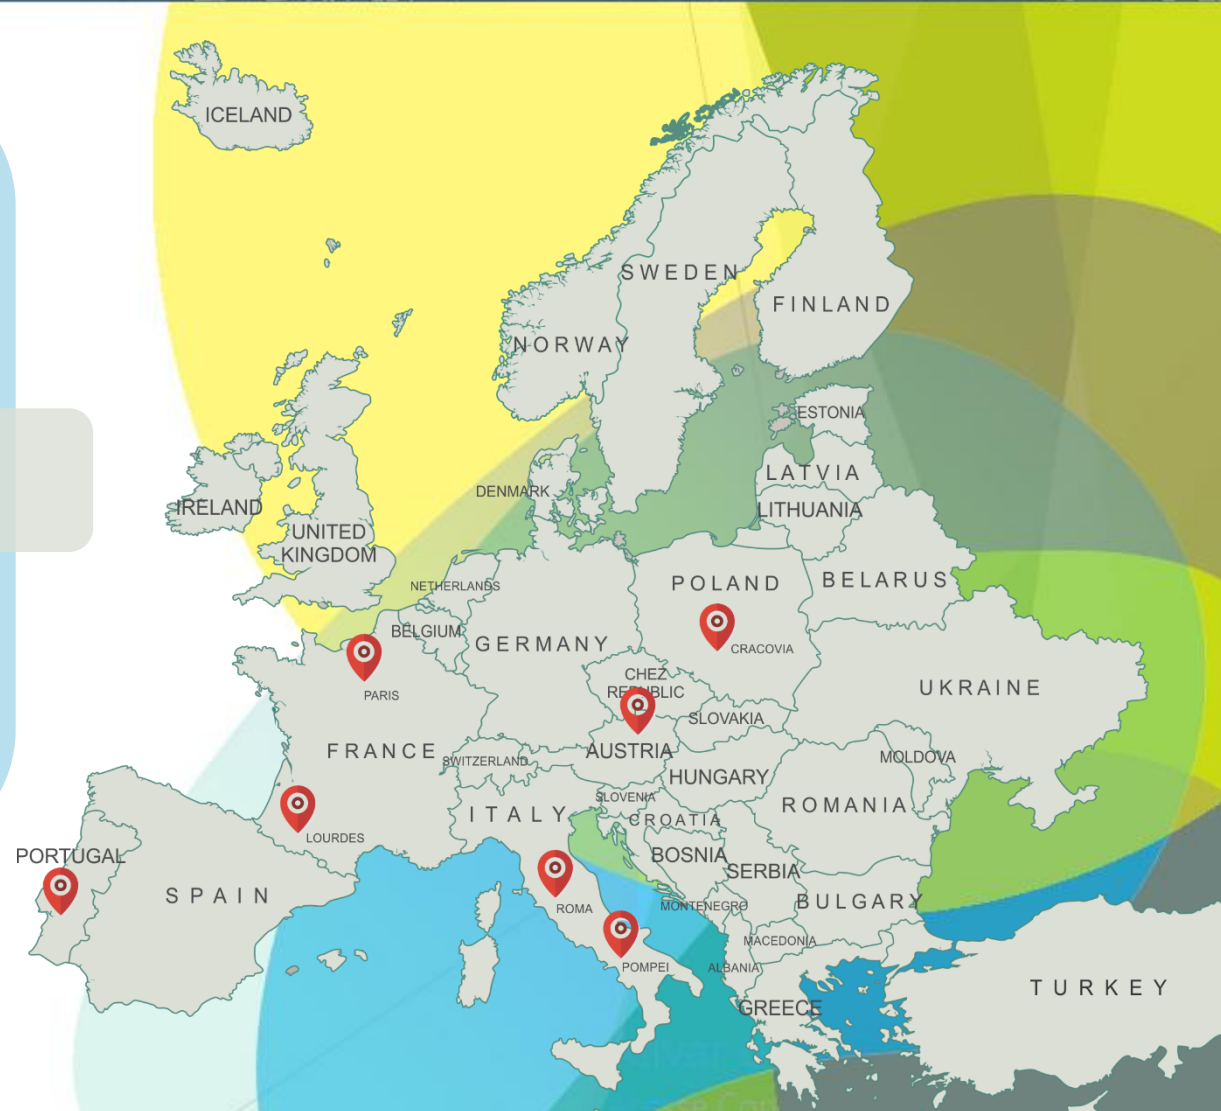 ICELAND
SWEDEN
FINLAND
NORWAY
ESTONIA
LATVIA
DENMARK
IRELAND
LITHUANIA
UNITED
KINGDOM
NETHERLANDS
POLAND
BELARUS
BELGIUM
GERMANY
CRACOVIA
CHEZ
REPUBLIC
PARIS
UKRAINE
SLOVAKIA
FRANCE
SWITZERLAND
AUSTRIA
MOLDOVA
HUNGARY
SLOVENIA
ROMANIA
ITALY
CROATIA
LOURDES
PORTUGAL
BOSNIA
SERBIA
SPAIN
ROMA
MONTENEGRO
BULGARY
MACEDONIA
POMPEI
ALBANIA
TURKEY
GREECE